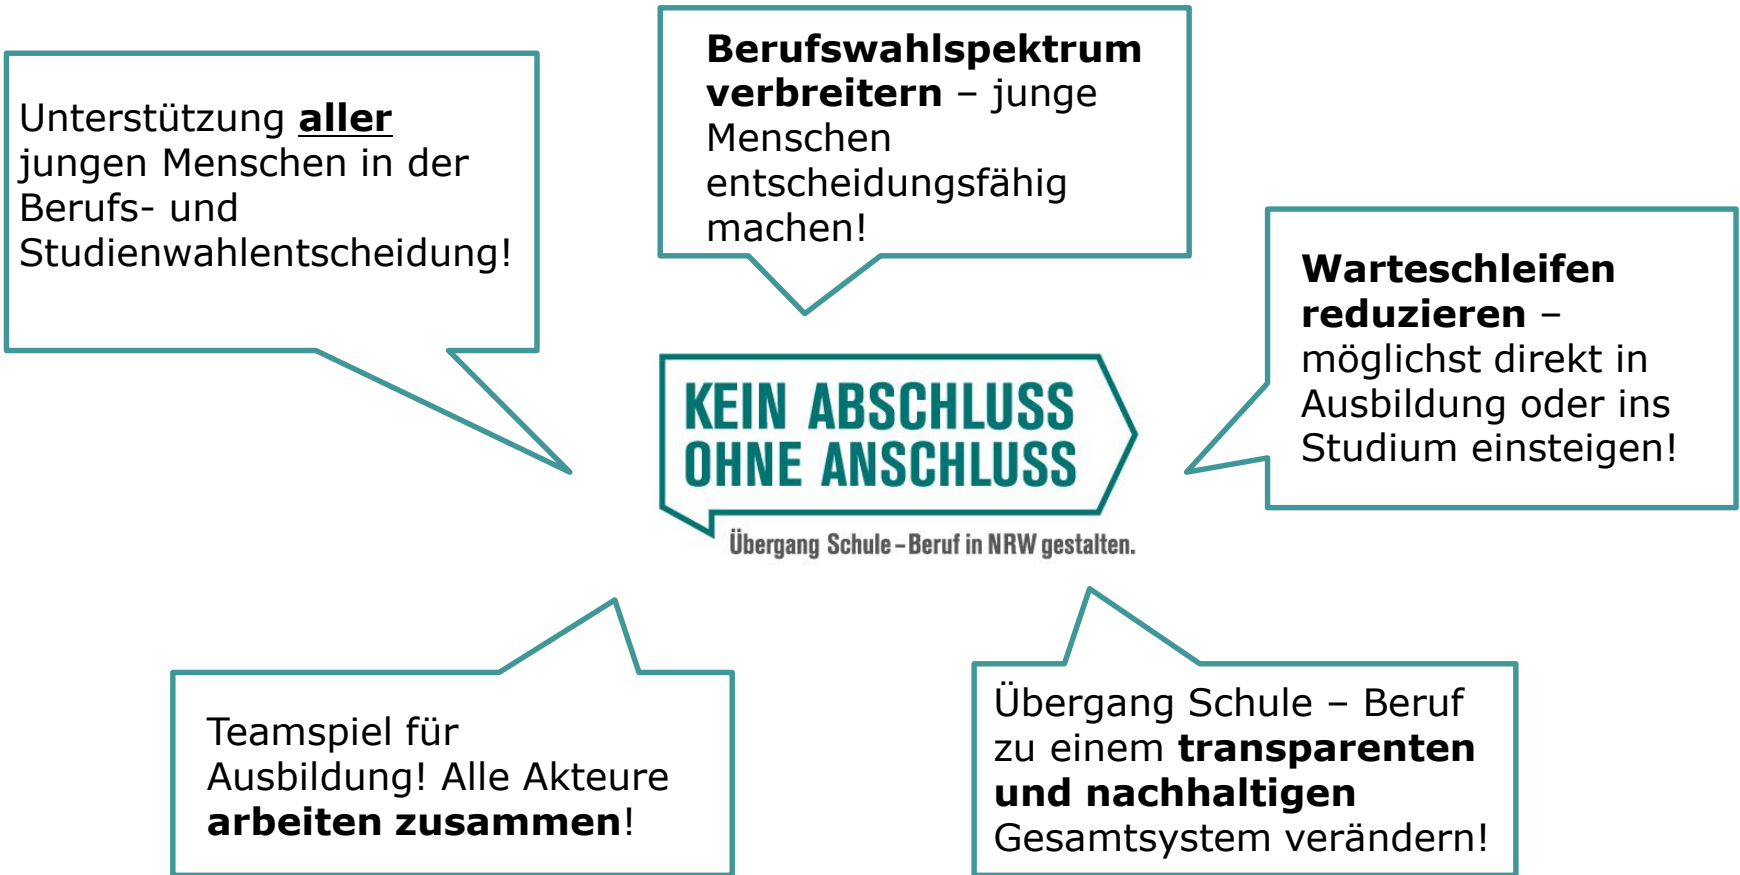 Unterstützung aller
jungen Menschen in der
Berufs- und
Studienwahlentscheidung!
Berufswahlspektrum
verbreitern – junge
Menschen
entscheidungsfähig
machen!
Warteschleifen
reduzieren –
möglichst direkt in
Ausbildung oder ins
Studium einsteigen!
KEIN ABSCHLUSS
OHNE ANSCHLUSS
Übergang Schule – Beruf in NRW gestalten.
Teamspiel für
Ausbildung! Alle Akteure
arbeiten zusammen!
Übergang Schule – Beruf
zu einem transparenten
und nachhaltigen
Gesamtsystem verändern!